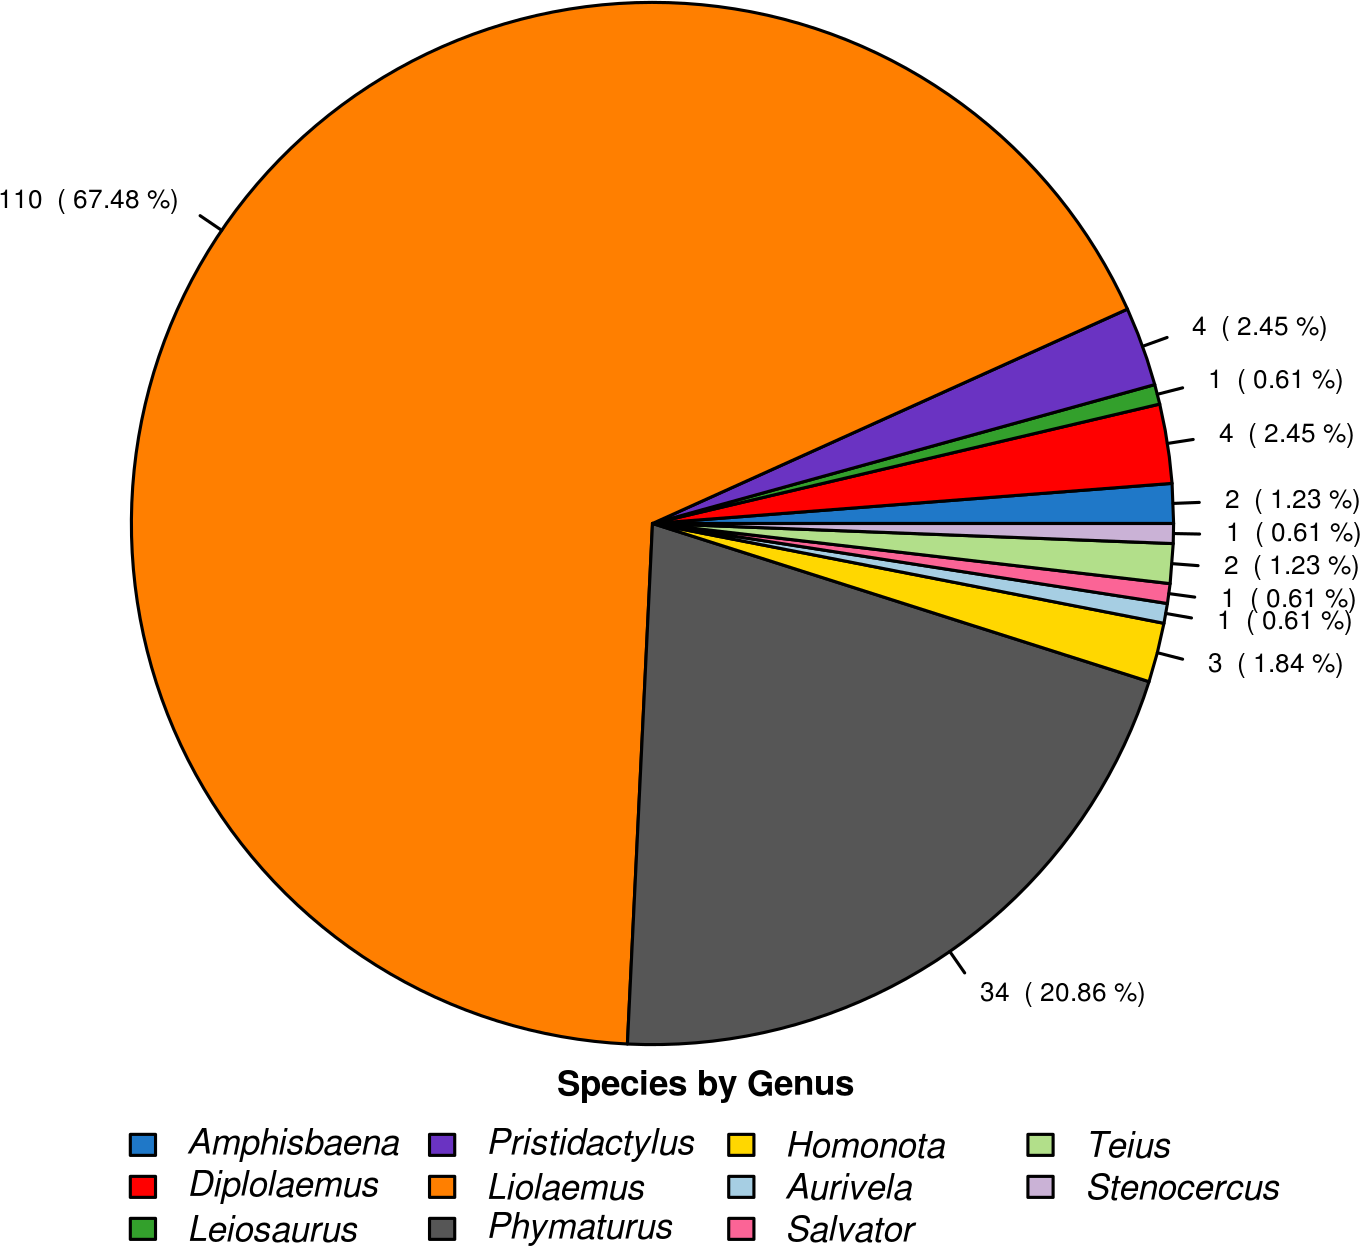 110 ( 67.48 %)
4 ( 2.45 %)
1 ( 0.61 %)
4 ( 2.45 %)
2 ( 1.23 %)
1 ( 0.61 %)
2 ( 1.23 %)
1 ( 0.61 %)
1 ( 0.61 %)
3 ( 1.84 %)
34 ( 20.86 %)
Species by Genus
Amphisbaena Pristidactylus Homonota Teius
Diplolaemus Liolaemus Aurivela Stenocercus
Leiosaurus Phymaturus Salvator